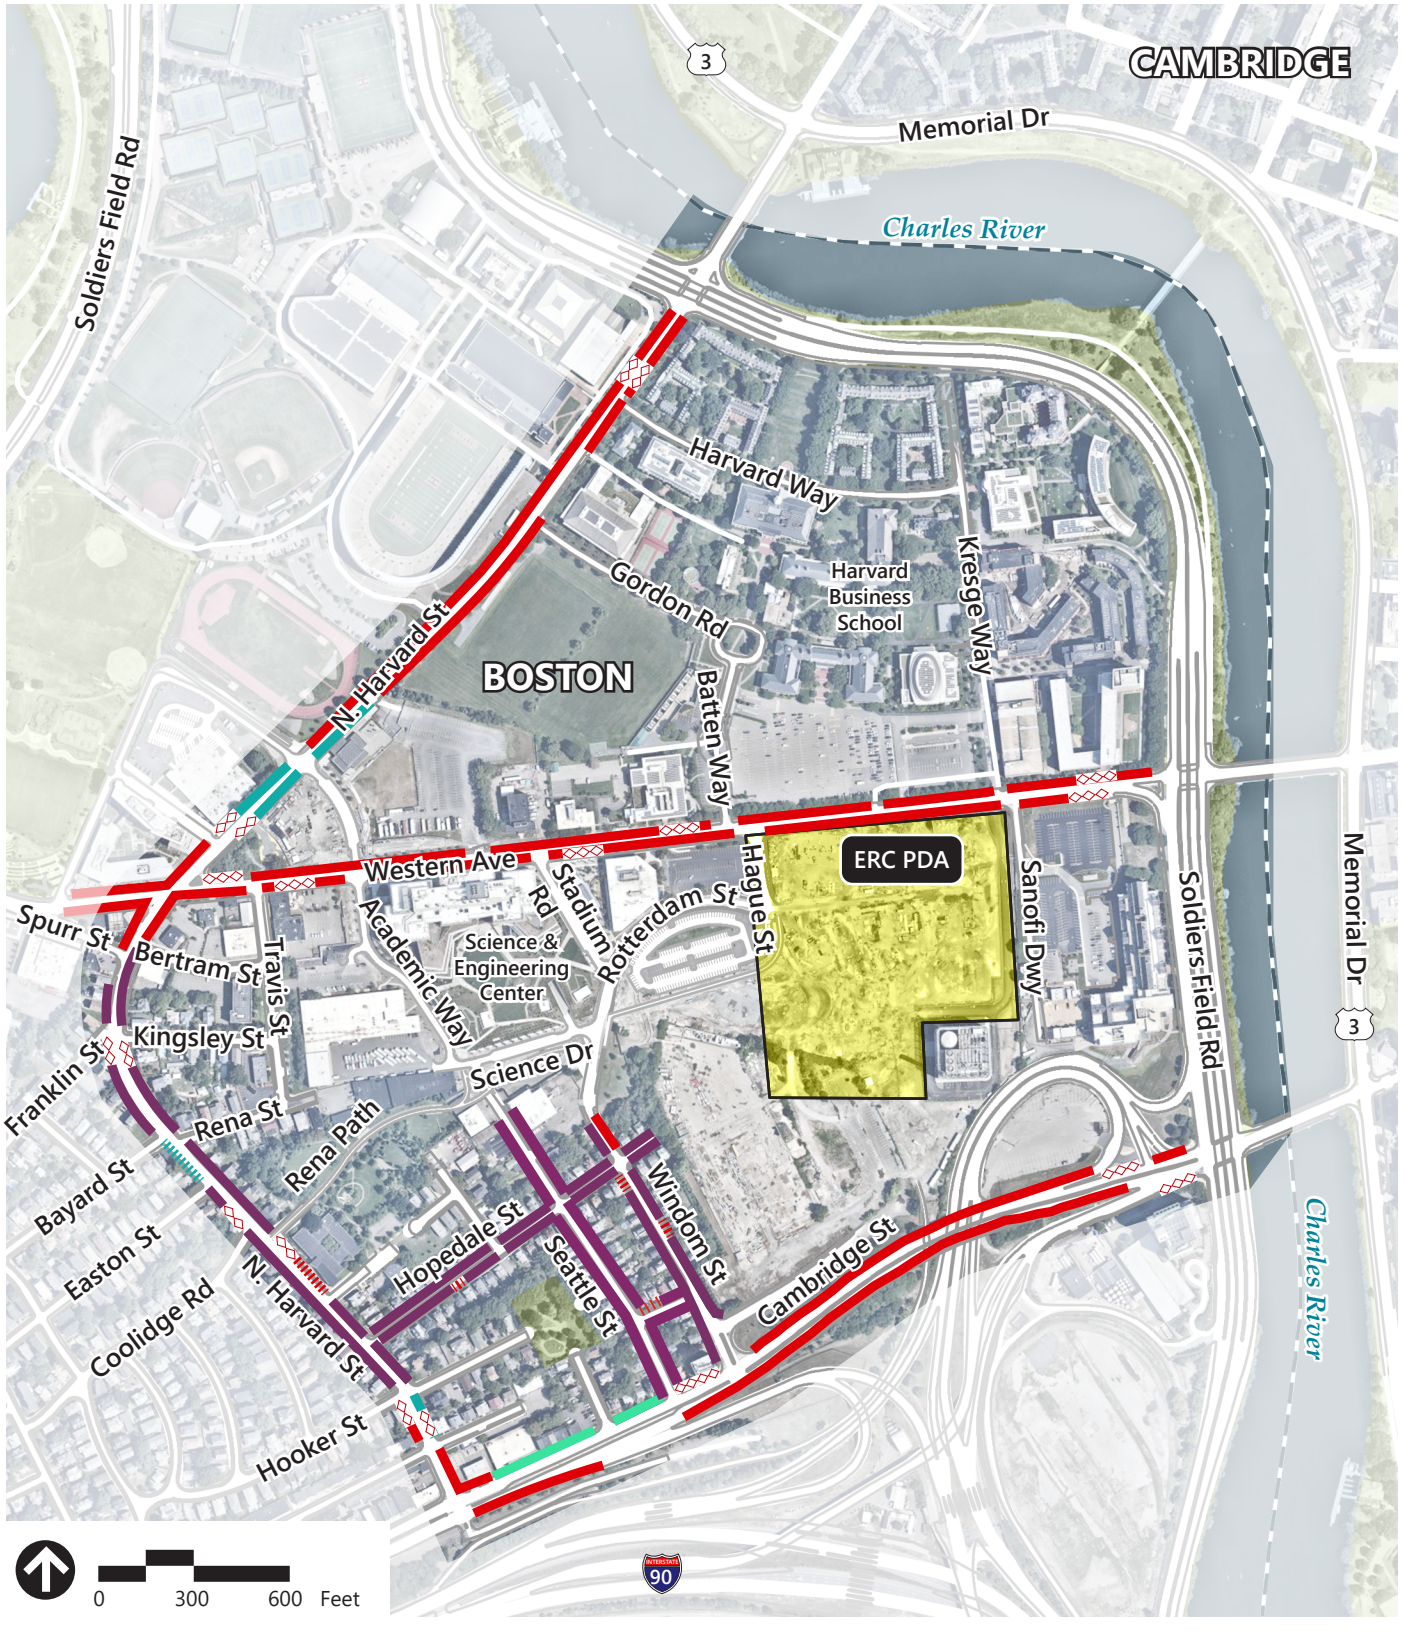 3
CAMBRIDGE
Memorial Dr
Soldiers Field Rd
Charles River
Harvard Way
Kresge Way
Harvard
Business
School
Gordon Rd
N. Harvard St
BOSTON
Batten Way
Western Ave
Stadium
Rd
Hague St
ERC PDA
Sanofi Dwy
Soldiers Field Rd
Memorial Dr
3
Rotterdam St
Spurr St
Bertram St
Travis St
Academic Way
Science &
Engineering
Center
Kingsley St
Franklin St
Science Dr
Rena St
Rena Path
Bayard St
Easton St
Coolidge Rd
N. Harvard St
Hopedale St
Seattle St
Windom St
Cambridge St
Charles River
Hooker St
INTERSTATE
90
0 300 600 Feet